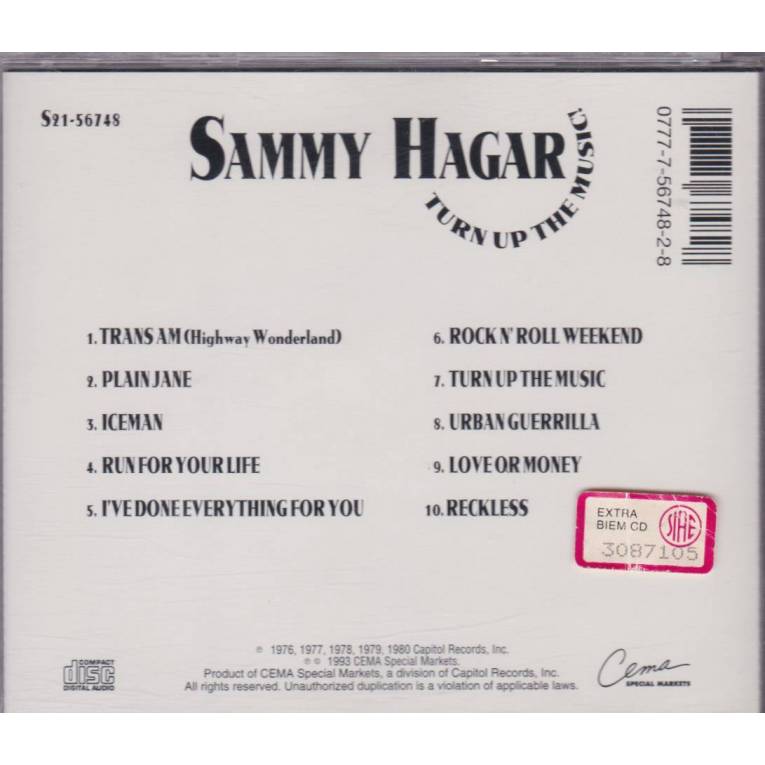 S21-56748
SAMMY HAGAR
TURN UP THE MUSIC!
0777-7-56748-2-8
1. TRANS AM (Highway Wonderland)
2. PLAIN JANE
3. ICEMAN
4. RUN FOR YOUR LIFE
5. I'VE DONE EVERYTHING FOR YOU
6. ROCK N' ROLL WEEKEND
7. TURN UP THE MUSIC
8. URBAN GUERRILLA
9. LOVE OR MONEY
10. RECKLESS
EXTRA
BIEM CD
SIAE
3087105
COMPACT
disc
DIGITAL AUDIO
℗ 1976, 1977, 1978, 1979, 1980 Capitol Records, Inc.
℗ © 1993 CEMA Special Markets.
Product of CEMA Special Markets, a division of Capitol Records, Inc.
All rights reserved. Unauthorized duplication is a violation of applicable laws.
Cema
SPECIAL MARKETS